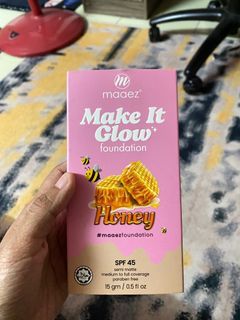 m
maaez
Make It
Glow
foundation
Honey
#maaezfoundation
SPF 45
semi matte
medium to full coverage
paraben free
15 gm / 0.5 fl oz